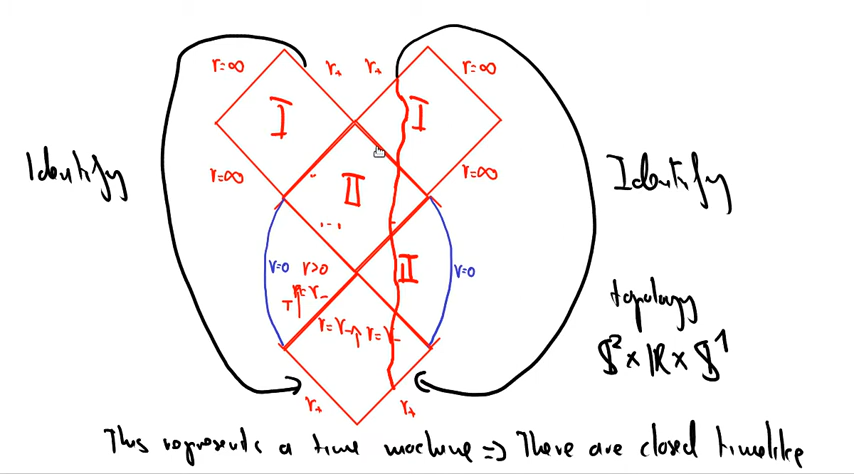 r=∞ r₊ r₊ r=∞
I I
Identify r=∞ r=∞ Identify
II
...
r=0 r>0 II r=0
r=r₋
T
r=r₋ r=r₋
topology
S² × R × S¹
r₊ r₊
This represents a time machine => There are closed timelike